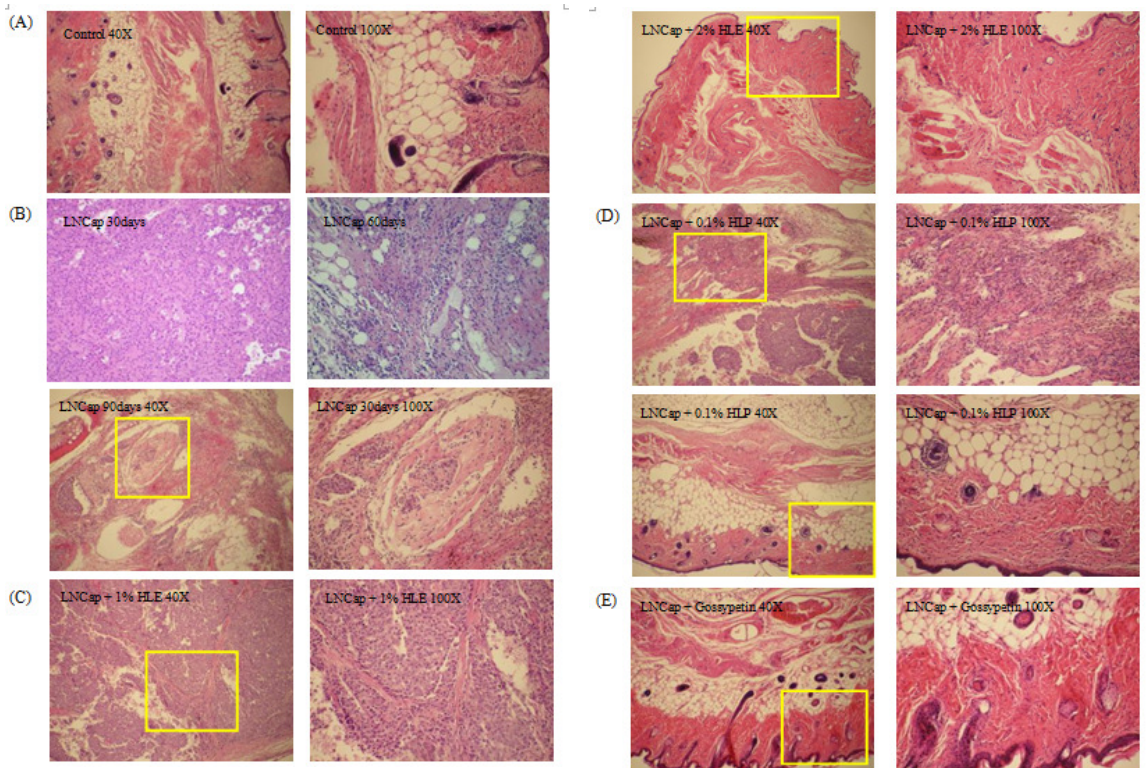 (A)
Control 40X
Control 100X
(B)
LNCap 30days
LNCap 60days
LNCap 90days 40X
LNCap 30days 100X
(C)
LNCap + 1% HLE 40X
LNCap + 1% HLE 100X
LNCap + 2% HLE 40X
LNCap + 2% HLE 100X
(D)
LNCap + 0.1% HLP 40X
LNCap + 0.1% HLP 100X
LNCap + 0.1% HLP 40X
LNCap + 0.1% HLP 100X
(E)
LNCap + Gossypetin 40X
LNCap + Gossypetin 100X